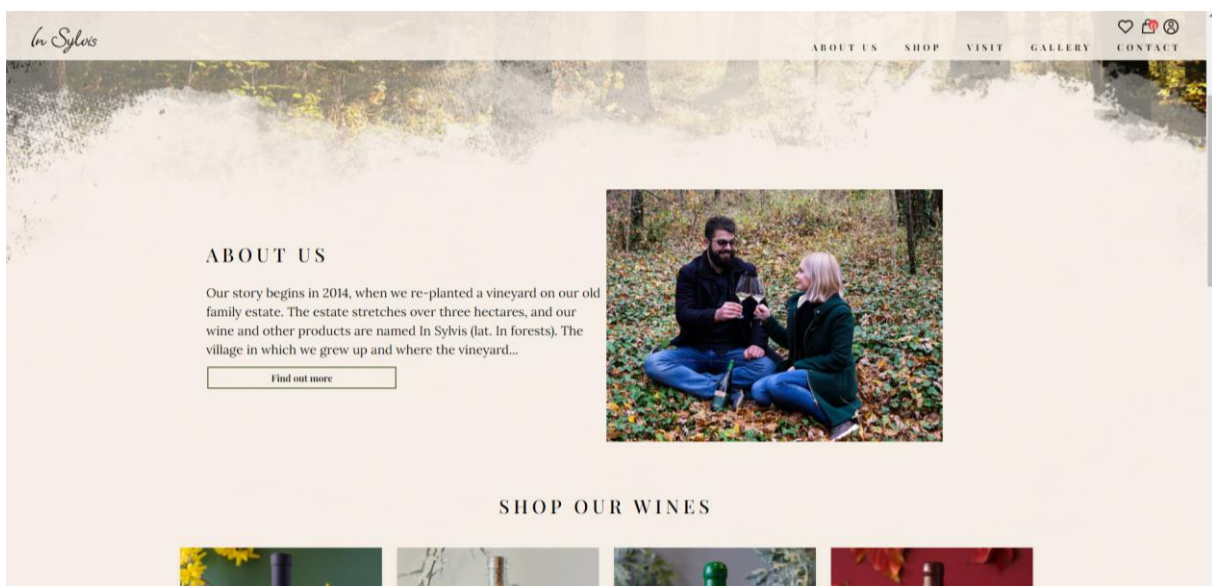 In Sylvis
ABOUT US SHOP VISIT GALLERY CONTACT
ABOUT US
Our story begins in 2014, when we re-planted a vineyard on our old
family estate. The estate stretches over three hectares, and our
wine and other products are named In Sylvis (lat. In forests). The
village in which we grew up and where the vineyard...
Find out more
SHOP OUR WINES